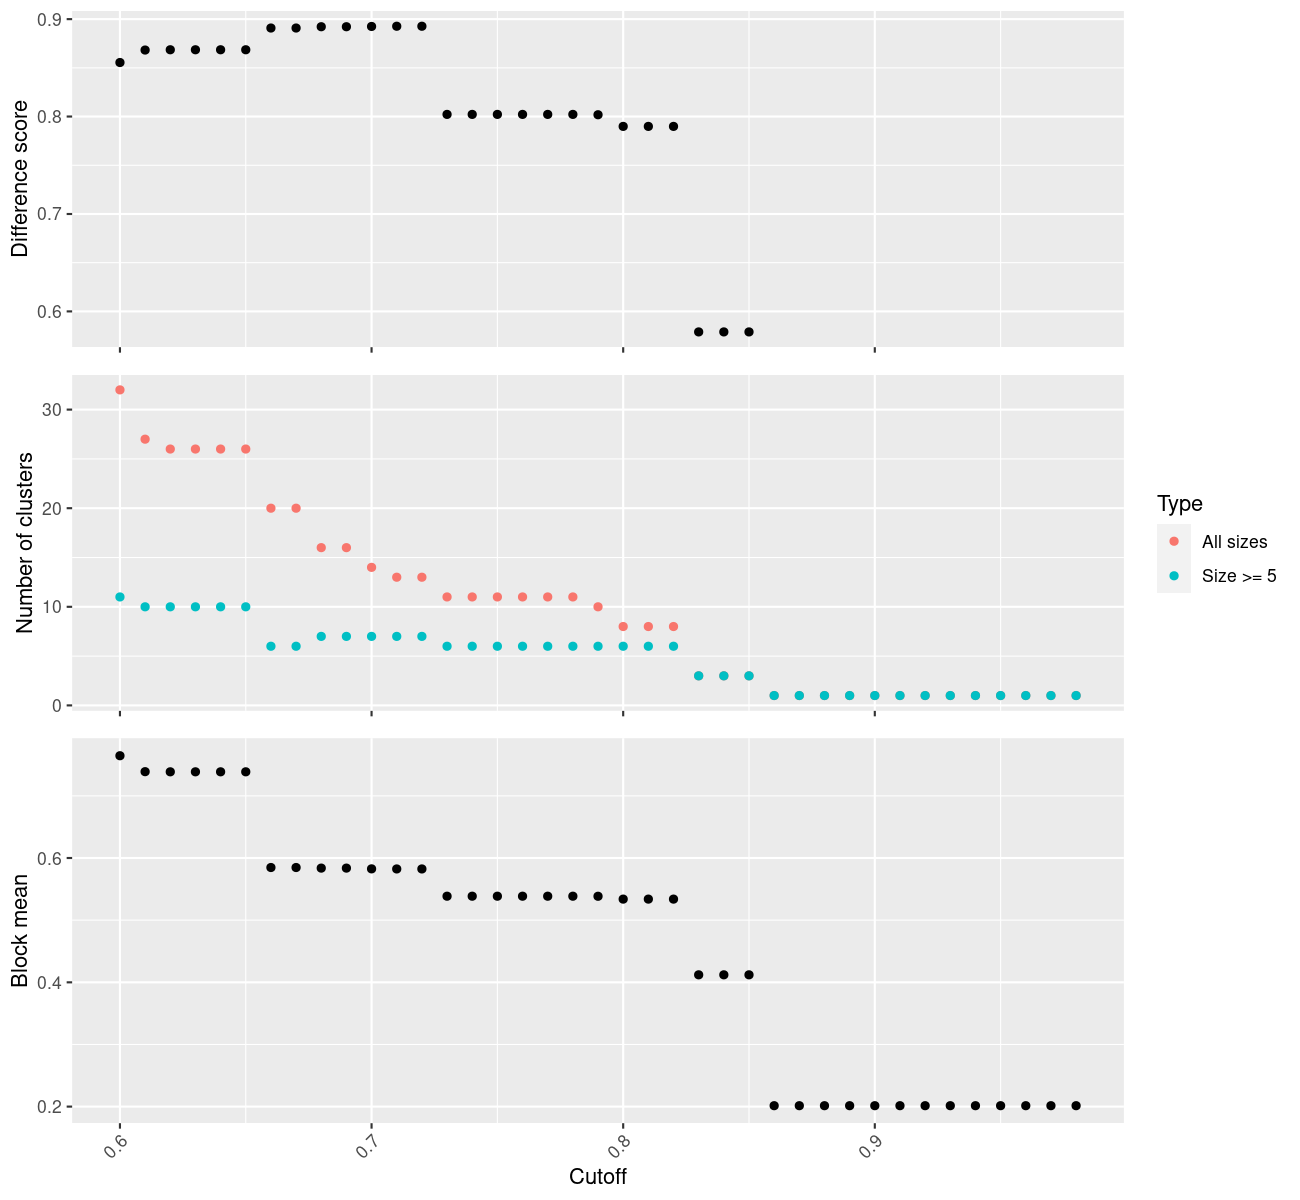 Difference score
0.9
0.8
0.7
0.6
Number of clusters
30
20
10
0
Type
All sizes
Size >= 5
Block mean
0.6
0.4
0.2
0.6
0.7
0.8
0.9
Cutoff